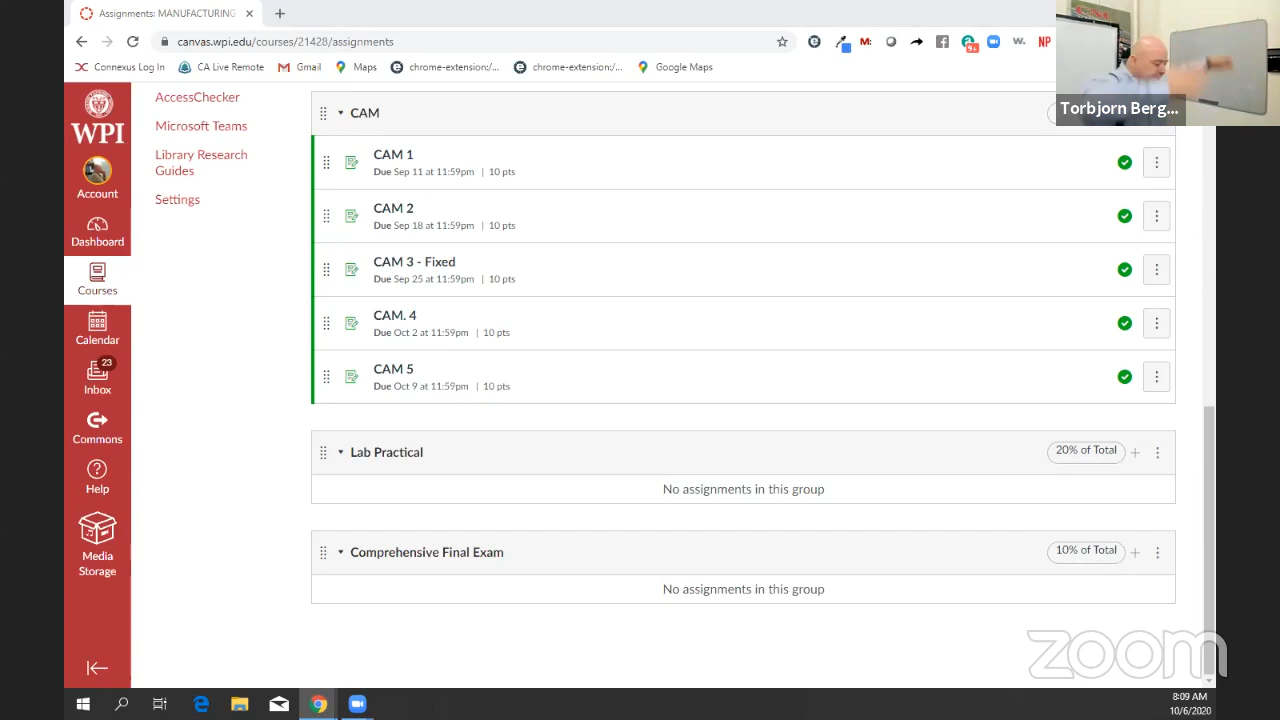 Assignments: MANUFACTURING
canvas.wpi.edu/courses/21428/assignments
M:
9+
W.
NP
Connexus Log In
CA Live Remote
Gmail
Maps
chrome-extension:/...
chrome-extension:/...
Google Maps
Torbjorn Berg...
WPI
Account
Dashboard
Courses
Calendar
23
Inbox
Commons
Help
Media
Storage
AccessChecker
Microsoft Teams
Library Research
Guides
Settings
CAM
CAM 1
Due Sep 11 at 11:59pm | 10 pts
CAM 2
Due Sep 18 at 11:59pm | 10 pts
CAM 3 - Fixed
Due Sep 25 at 11:59pm | 10 pts
CAM. 4
Due Oct 2 at 11:59pm | 10 pts
CAM 5
Due Oct 9 at 11:59pm | 10 pts
Lab Practical
20% of Total
No assignments in this group
Comprehensive Final Exam
10% of Total
No assignments in this group
zoom
8:09 AM
10/6/2020